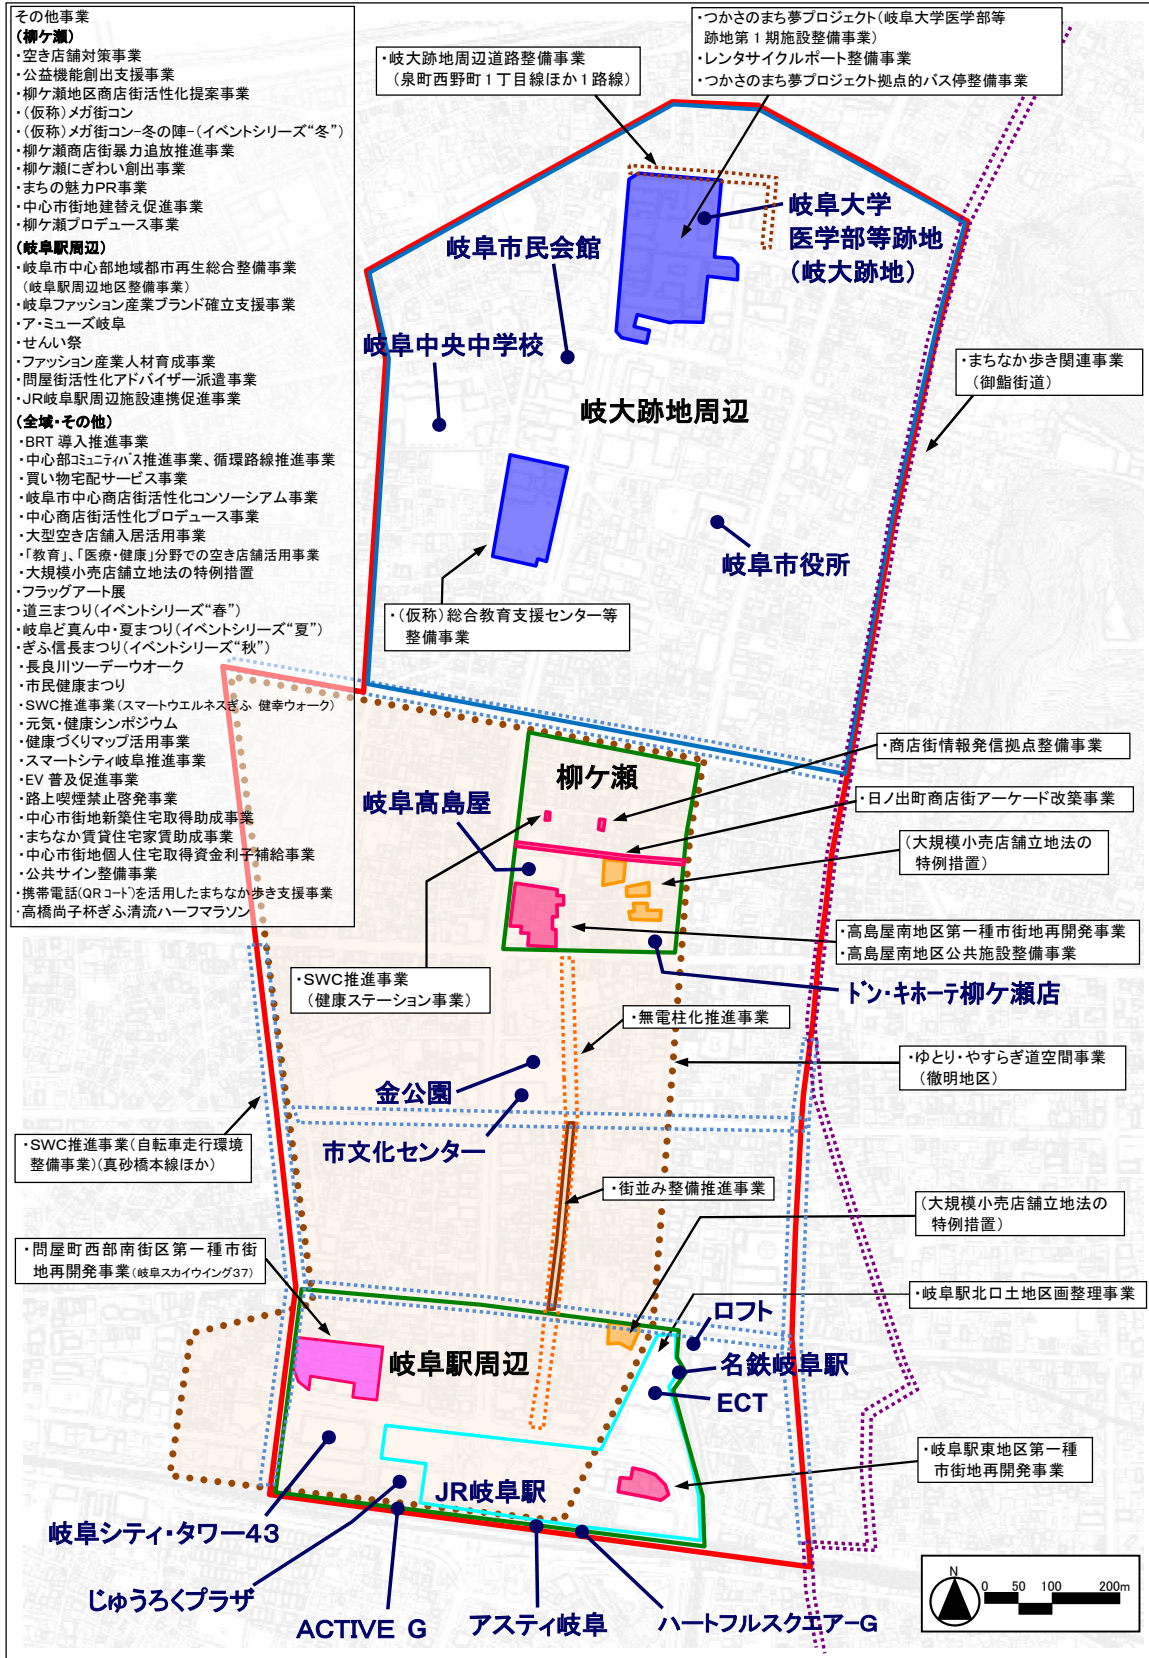 その他事業
(柳ケ瀬)
・空き店舗対策事業
・公益機能創出支援事業
・柳ケ瀬地区商店街活性化提案事業
・(仮称)メガ街コン
・(仮称)メガ街コン-冬の陣-(イベントシリーズ“冬”)
・柳ケ瀬商店街暴力追放推進事業
・柳ケ瀬にぎわい創出事業
・まちの魅力PR事業
・中心市街地建替え促進事業
・柳ケ瀬プロデュース事業
(岐阜駅周辺)
・岐阜市中心部地域都市再生総合整備事業
(岐阜駅周辺地区整備事業)
・岐阜ファッション産業ブランド確立支援事業
・ア・ミューズ岐阜
・せんい祭
・ファッション産業人材育成事業
・問屋街活性化アドバイザー派遣事業
・JR岐阜駅周辺施設連携促進事業
(全域・その他)
・BRT 導入推進事業
・中心部コミュニティバス推進事業、循環路線推進事業
・買い物宅配サービス事業
・岐阜市中心商店街活性化コンソーシアム事業
・中心商店街活性化プロデュース事業
・大型空き店舗入居活用事業
・「教育」、「医療・健康」分野での空き店舗活用事業
・大規模小売店舗立地法の特例措置
・フラッグアート展
・道三まつり(イベントシリーズ“春”)
・岐阜ど真ん中・夏まつり(イベントシリーズ“夏”)
・ぎふ信長まつり(イベントシリーズ“秋”)
・長良川ツーデーウオーク
・市民健康まつり
・SWC推進事業(スマートウエルネスぎふ 健幸ウォーク)
・元気・健康シンポジウム
・健康づくりマップ活用事業
・スマートシティ岐阜推進事業
・EV 普及促進事業
・路上喫煙禁止啓発事業
・中心市街地新築住宅取得助成事業
・まちなか賃貸住宅家賃助成事業
・中心市街地個人住宅取得資金利子補給事業
・公共サイン整備事業
・携帯電話(QRコード)を活用したまちなか歩き支援事業
・高橋尚子杯ぎふ清流ハーフマラソン
・岐大跡地周辺道路整備事業
(泉町西野町1丁目線ほか1路線)
・つかさのまち夢プロジェクト(岐阜大学医学部等
跡地第1期施設整備事業)
・レンタサイクルポート整備事業
・つかさのまち夢プロジェクト拠点的バス停整備事業
岐阜大学
医学部等跡地
(岐大跡地)
岐阜市民会館
岐阜中央中学校
・まちなか歩き関連事業
(御鮨街道)
岐大跡地周辺
岐阜市役所
・(仮称)総合教育支援センター等
整備事業
・商店街情報発信拠点整備事業
柳ケ瀬
岐阜髙島屋
・日ノ出町商店街アーケード改築事業
(大規模小売店舗立地法の
特例措置)
・高島屋南地区第一種市街地再開発事業
・高島屋南地区公共施設整備事業
・SWC推進事業
(健康ステーション事業)
ドン・キホーテ柳ケ瀬店
・無電柱化推進事業
・ゆとり・やすらぎ道空間事業
(徹明地区)
金公園
市文化センター
・SWC推進事業(自転車走行環境
整備事業)(真砂橋本線ほか)
・街並み整備推進事業
(大規模小売店舗立地法の
特例措置)
・問屋町西部南街区第一種市街
地再開発事業(岐阜スカイウイング37)
・岐阜駅北口土地区画整理事業
ロフト
岐阜駅周辺
名鉄岐阜駅
ECT
・岐阜駅東地区第一種
市街地再開発事業
JR岐阜駅
岐阜シティ・タワー43
じゅうろくプラザ
ACTIVE G
アスティ岐阜
ハートフルスクエアーG
N
0 50 100 200m